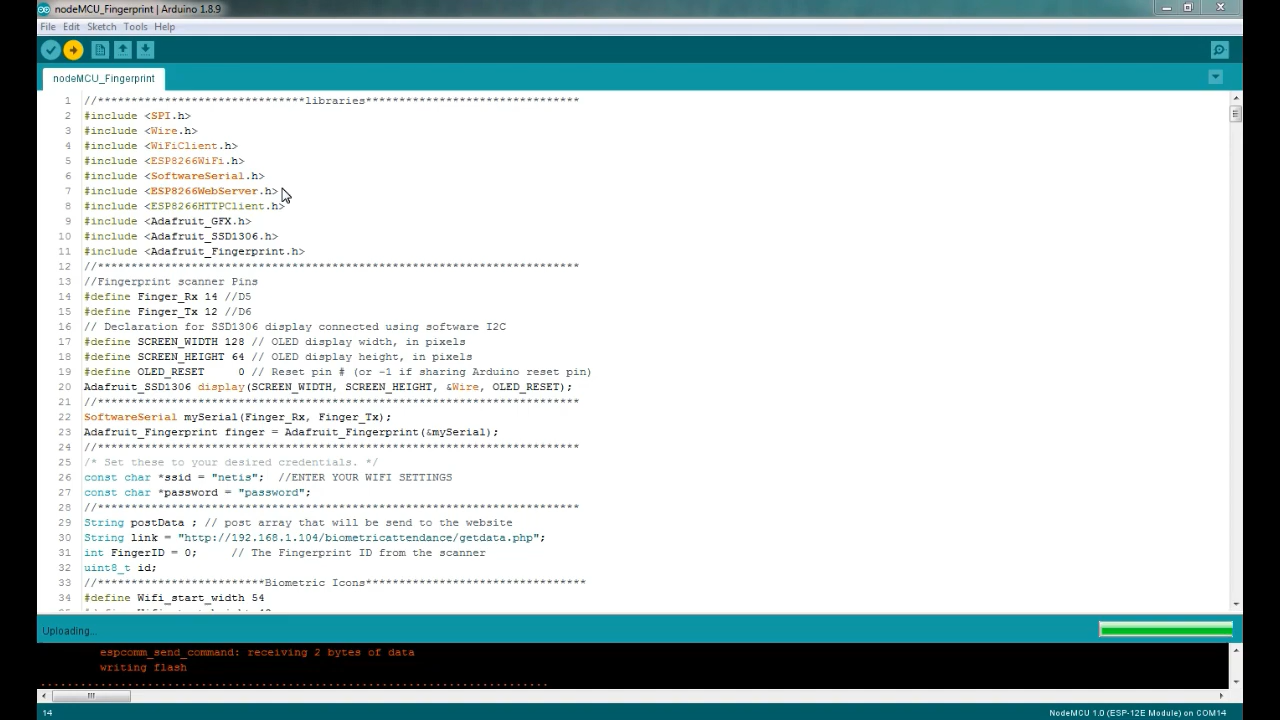 nodeMCU_Fingerprint | Arduino 1.8.9
File Edit Sketch Tools Help
nodeMCU_Fingerprint
1 //*******************************libraries********************************
2 #include <SPI.h>
3 #include <Wire.h>
4 #include <WiFiClient.h>
5 #include <ESP8266WiFi.h>
6 #include <SoftwareSerial.h>
7 #include <ESP8266WebServer.h>
8 #include <ESP8266HTTPClient.h>
9 #include <Adafruit_GFX.h>
10 #include <Adafruit_SSD1306.h>
11 #include <Adafruit_Fingerprint.h>
12 //************************************************************************
13 //Fingerprint scanner Pins
14 #define Finger_Rx 14 //D5
15 #define Finger_Tx 12 //D6
16 // Declaration for SSD1306 display connected using software I2C
17 #define SCREEN_WIDTH 128 // OLED display width, in pixels
18 #define SCREEN_HEIGHT 64 // OLED display height, in pixels
19 #define OLED_RESET     0 // Reset pin # (or -1 if sharing Arduino reset pin)
20 Adafruit_SSD1306 display(SCREEN_WIDTH, SCREEN_HEIGHT, &Wire, OLED_RESET);
21 //************************************************************************
22 SoftwareSerial mySerial(Finger_Rx, Finger_Tx);
23 Adafruit_Fingerprint finger = Adafruit_Fingerprint(&mySerial);
24 //************************************************************************
25 /* Set these to your desired credentials. */
26 const char *ssid = "netis";  //ENTER YOUR WIFI SETTINGS
27 const char *password = "password";
28 //************************************************************************
29 String postData ; // post array that will be send to the website
30 String link = "http://192.168.1.104/biometricattendance/getdata.php";
31 int FingerID = 0;     // The Fingerprint ID from the scanner
32 uint8_t id;
33 //*************************Biometric Icons*********************************
34 #define Wifi_start_width 54
Uploading...
espcomm_send_command: receiving 2 bytes of data
writing flash
...........................................................................
14
NodeMCU 1.0 (ESP-12E Module) on COM14